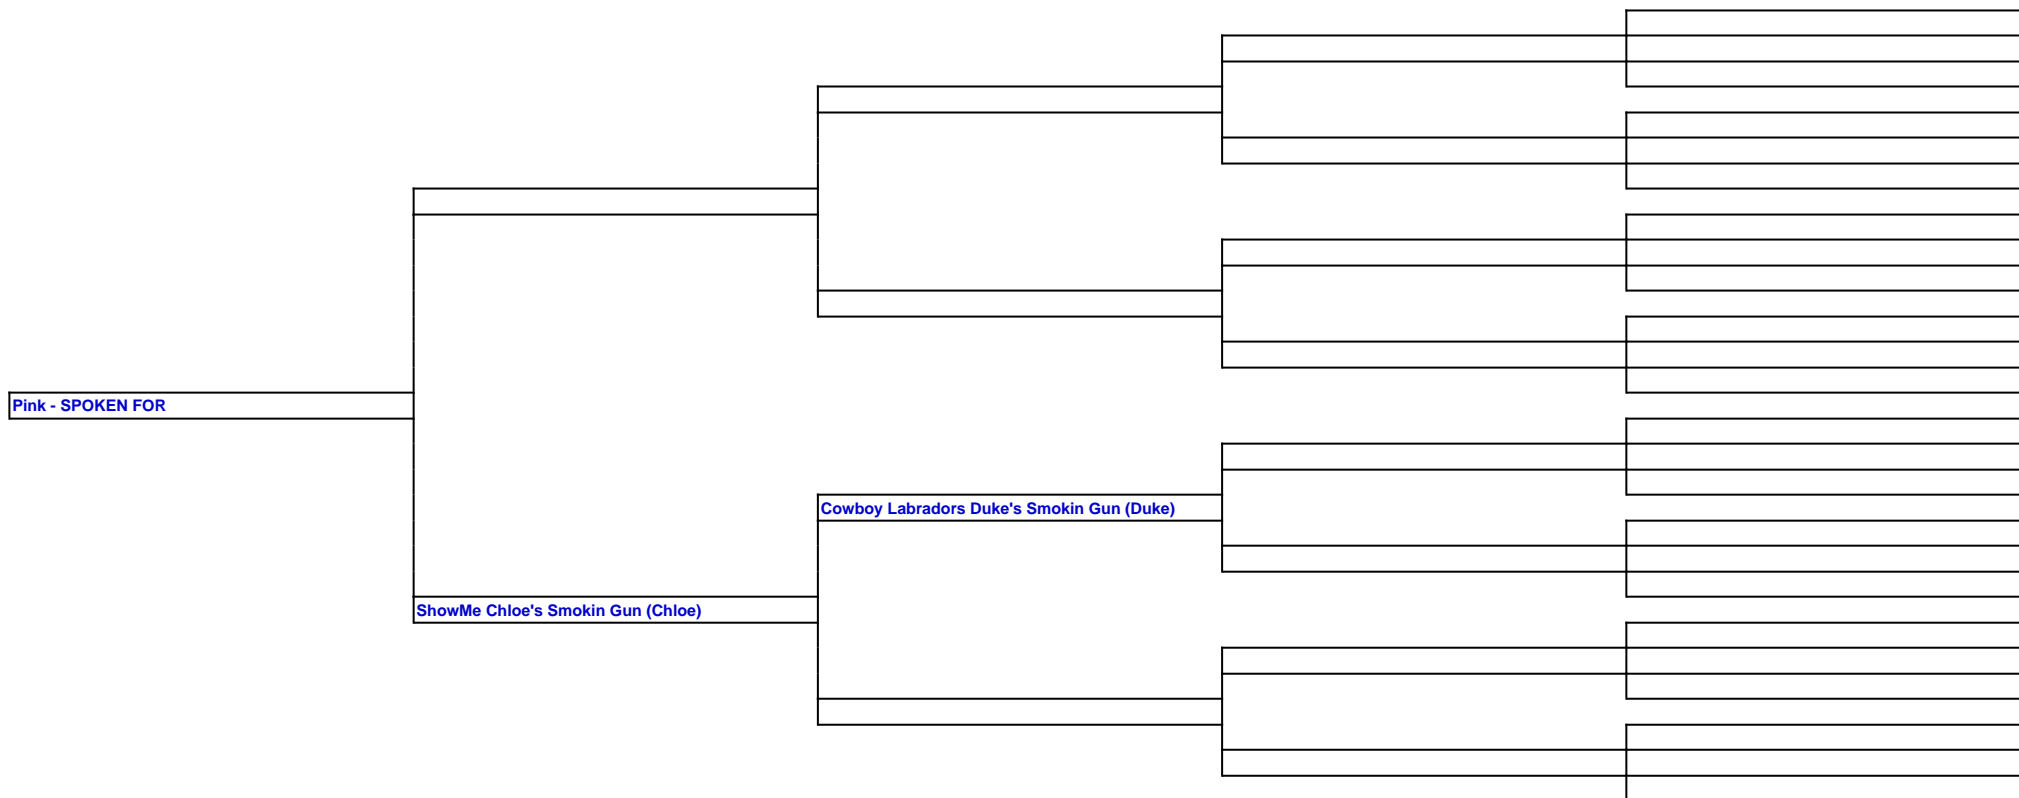 Pink - SPOKEN FOR
Cowboy Labradors Duke's Smokin Gun (Duke)
ShowMe Chloe's Smokin Gun (Chloe)